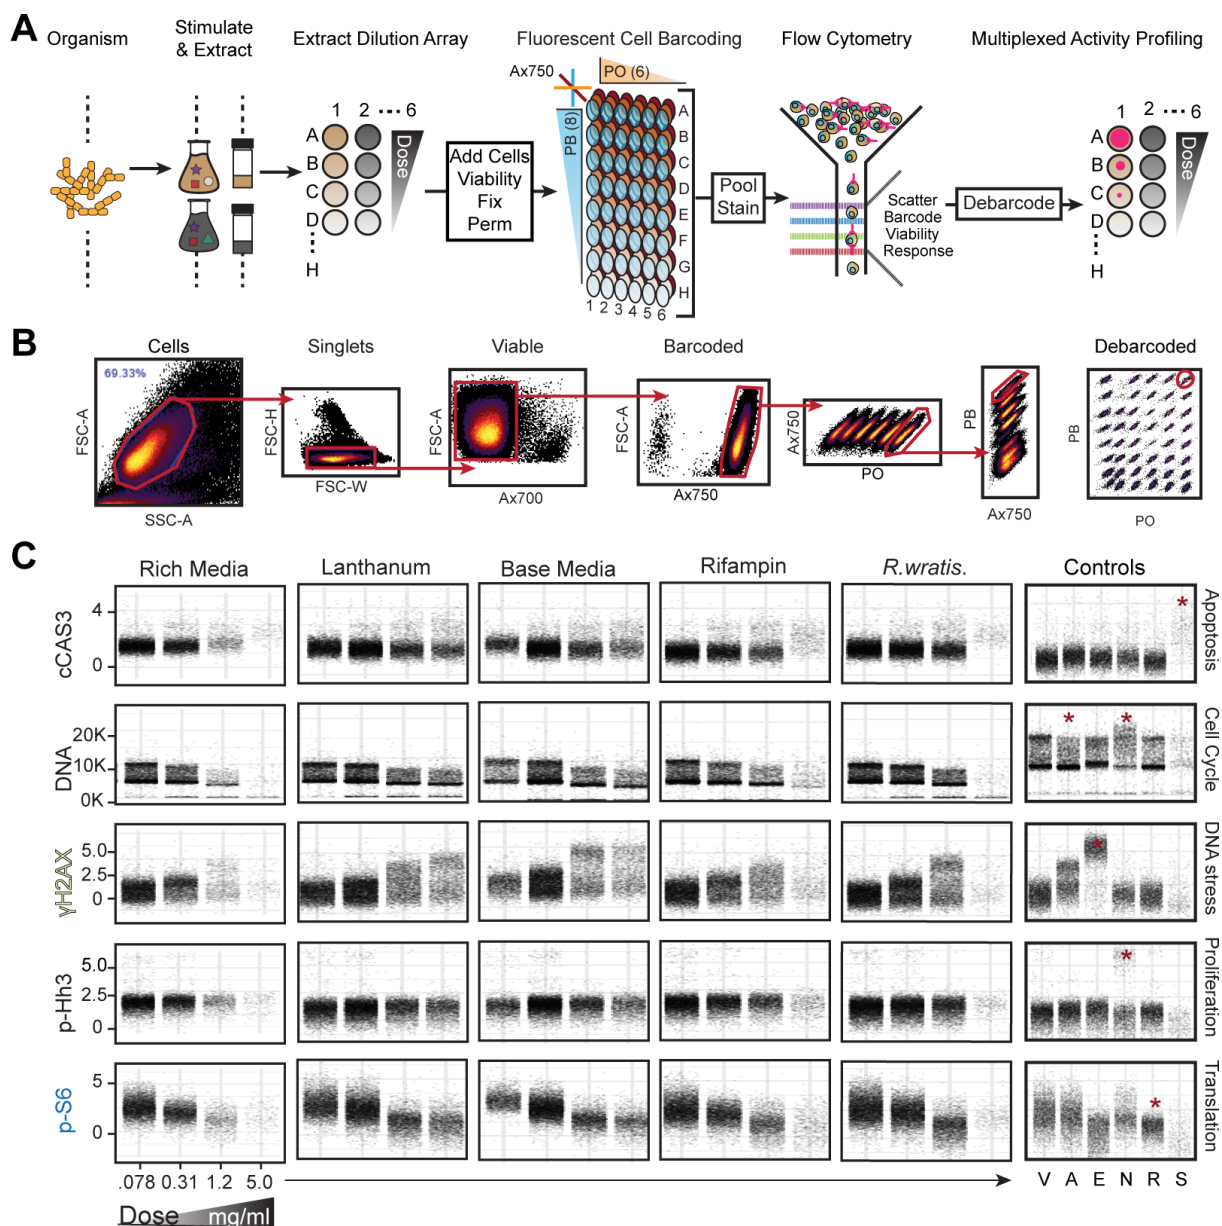 A
Organism
Stimulate
& Extract
Extract Dilution Array
Fluorescent Cell Barcoding
Flow Cytometry
Multiplexed Activity Profiling
1 2 6
A
B
C
D
H
Dose
Add Cells
Viability
Fix
Perm
Ax750
PO (6)
PB (8)
A
B
C
D
E
F
G
H
1 2 3 4 5 6
Pool
Stain
Scatter
Barcode
Viability
Response
Debarcode
1 2 6
A
B
C
D
H
Dose
B
Cells
Singlets
Viable
Barcoded
Debarcoded
69.33%
FSC-A
SSC-A
FSC-H
FSC-W
FSC-A
Ax700
FSC-A
Ax750
Ax750
PO
PB
Ax750
PB
PO
C
Rich Media
Lanthanum
Base Media
Rifampin
R.wratis.
Controls
cCAS3
4
0
*
Apoptosis
DNA
20K
10K
0K
* *
Cell Cycle
γH2AX
5.0
2.5
0
*
DNA stress
p-Hh3
5.0
2.5
0
*
Proliferation
p-S6
5
0
*
Translation
.078 0.31 1.2 5.0
V A E N R S
Dose mg/ml